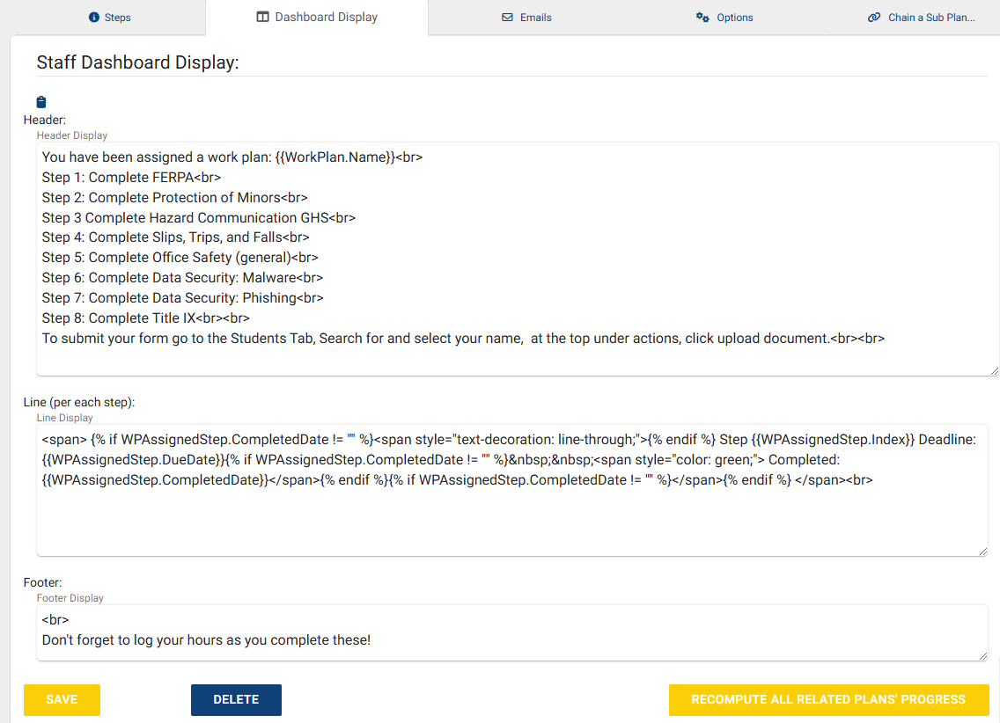 Steps
Dashboard Display
Emails
Options
Chain a Sub Plan...
Staff Dashboard Display:
Header:
Header Display
You have been assigned a work plan: {{WorkPlan.Name}}<br>
Step 1: Complete FERPA<br>
Step 2: Complete Protection of Minors<br>
Step 3 Complete Hazard Communication GHS<br>
Step 4: Complete Slips, Trips, and Falls<br>
Step 5: Complete Office Safety (general)<br>
Step 6: Complete Data Security: Malware<br>
Step 7: Complete Data Security: Phishing<br>
Step 8: Complete Title IX<br><br>
To submit your form go to the Students Tab, Search for and select your name,  at the top under actions, click upload document.<br><br>
Line (per each step):
Line Display
<span> {% if WPAssignedStep.CompletedDate != "" %}<span style="text-decoration: line-through;">{% endif %} Step {{WPAssignedStep.Index}} Deadline:
{{WPAssignedStep.DueDate}}{% if WPAssignedStep.CompletedDate != "" %}&nbsp;&nbsp;<span style="color: green;"> Completed:
{{WPAssignedStep.CompletedDate}}</span>{% endif %}{% if WPAssignedStep.CompletedDate != "" %}</span>{% endif %} </span><br>
Footer:
Footer Display
<br>
Don't forget to log your hours as you complete these!
SAVE
DELETE
RECOMPUTE ALL RELATED PLANS' PROGRESS